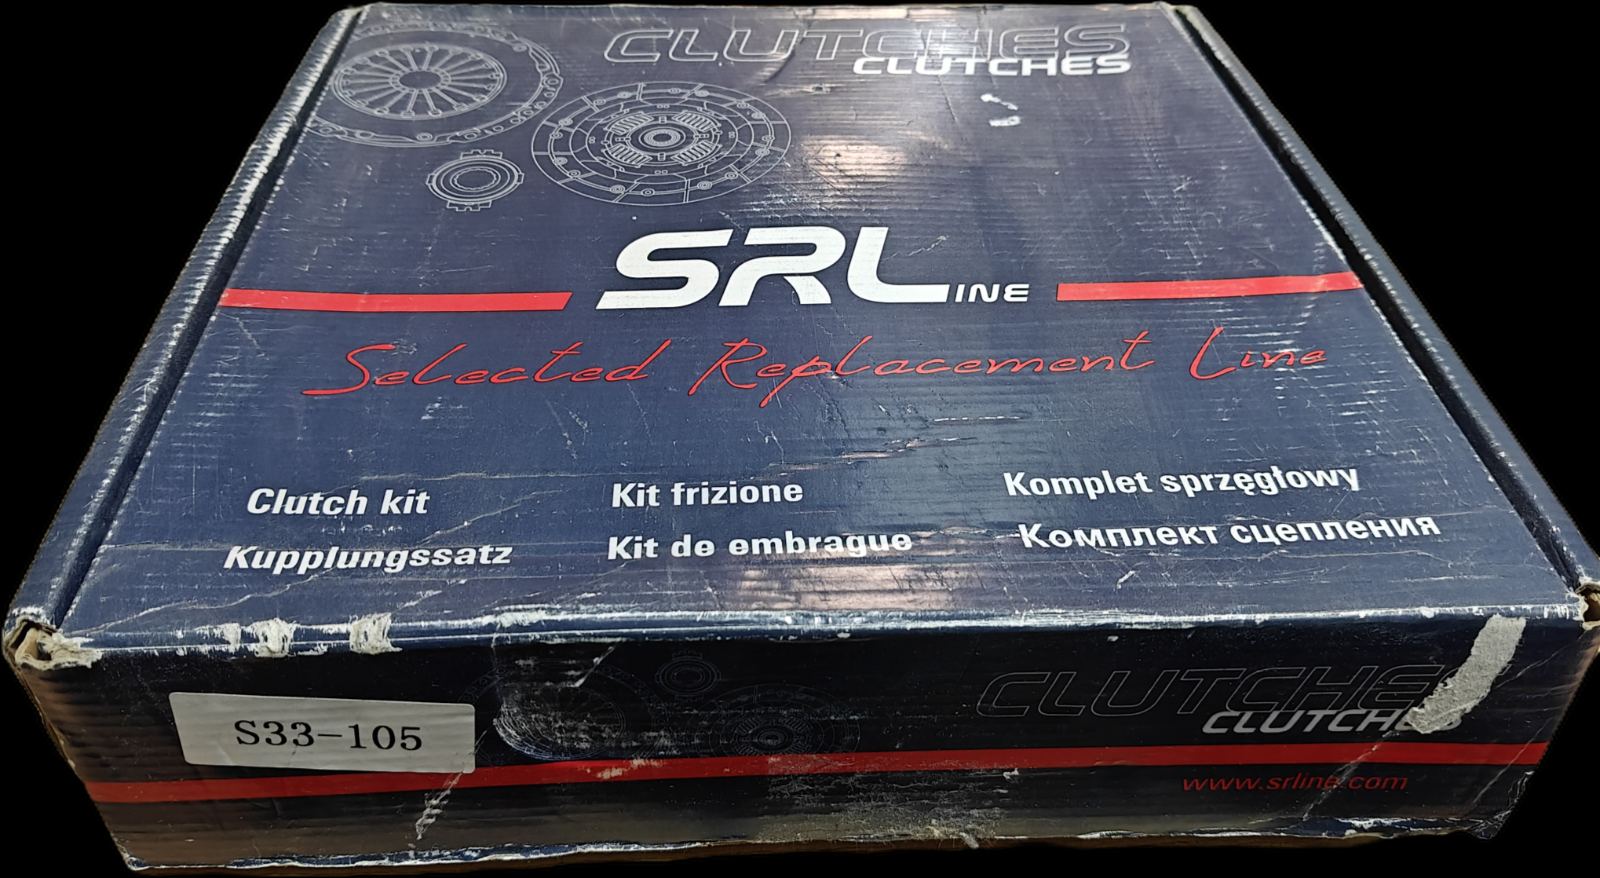 CLUTCHES
CLUTCHES
SRLINE
Selected Replacement Line
Clutch kit
Kit frizione
Komplet sprzęgłowy
Kupplungssatz
Kit de embrague
Комплект сцепления
CLUTCHES
CLUTCHES
S33-105
www.srline.com